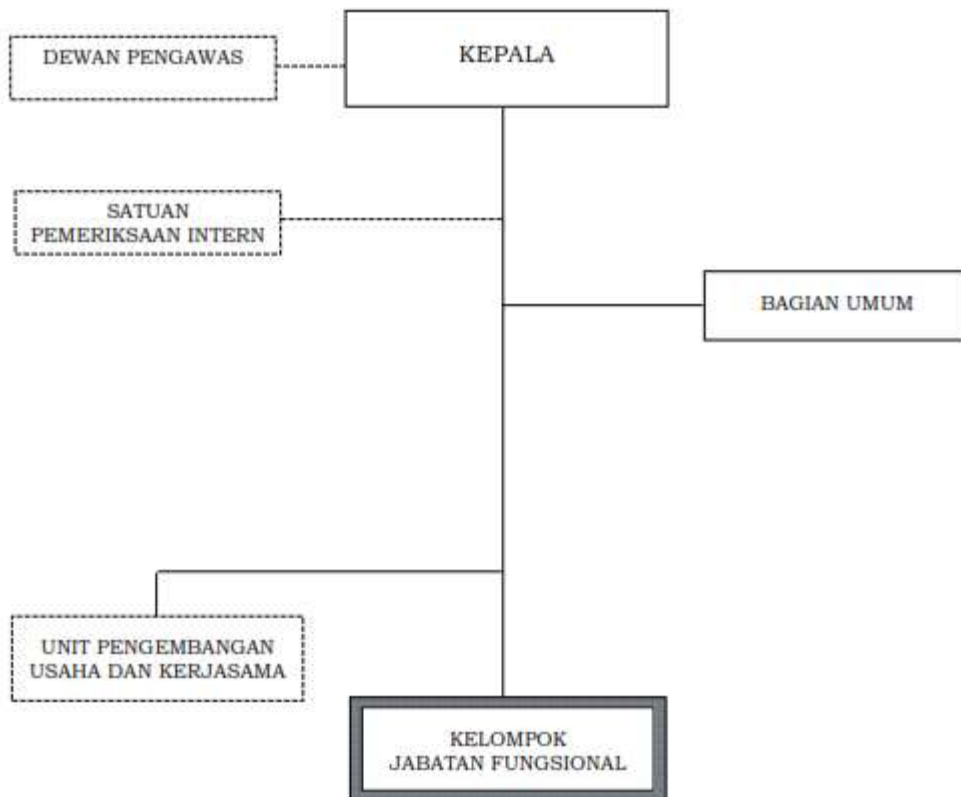 DEWAN PENGAWAS
KEPALA
SATUAN
PEMERIKSAAN INTERN
BAGIAN UMUM
UNIT PENGEMBANGAN
USAHA DAN KERJASAMA
KELOMPOK
JABATAN FUNGSIONAL